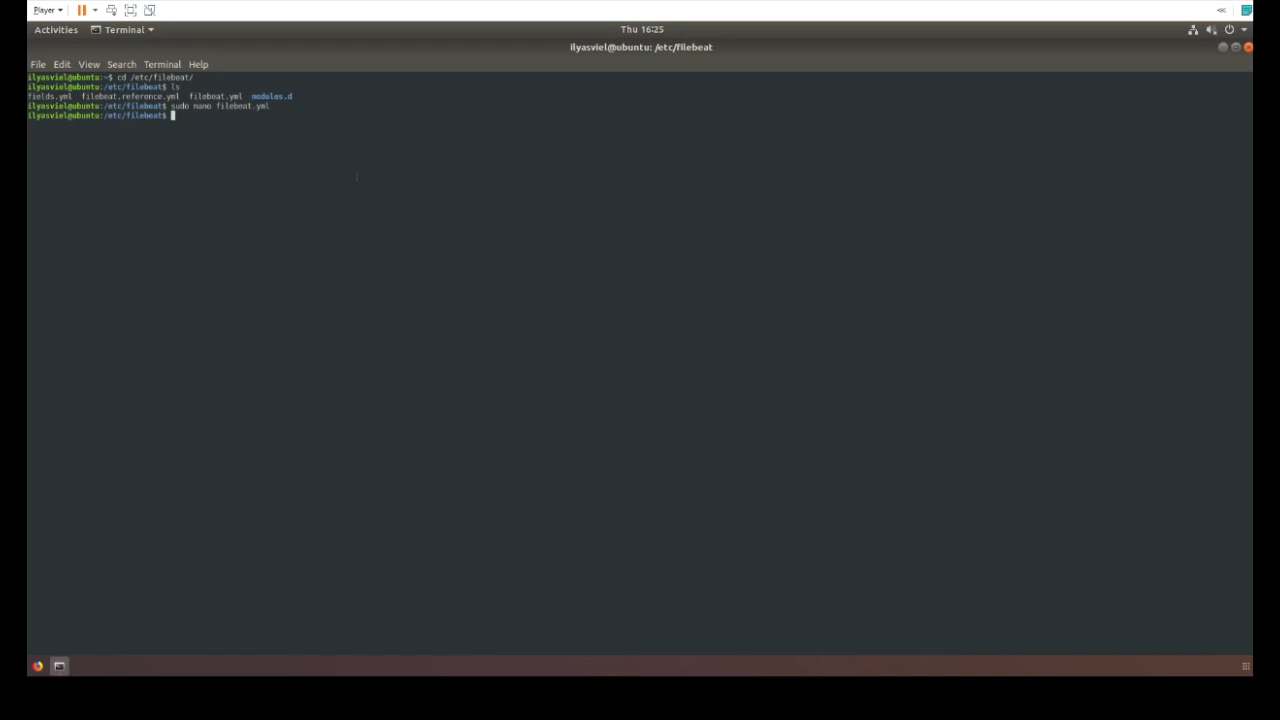 Player
Activities Terminal Thu 16:25
ilyasviel@ubuntu: /etc/filebeat
File Edit View Search Terminal Help
ilyasviel@ubuntu:~$ cd /etc/filebeat/
ilyasviel@ubuntu:/etc/filebeat$ ls
fields.yml filebeat.reference.yml filebeat.yml modules.d
ilyasviel@ubuntu:/etc/filebeat$ sudo nano filebeat.yml
ilyasviel@ubuntu:/etc/filebeat$